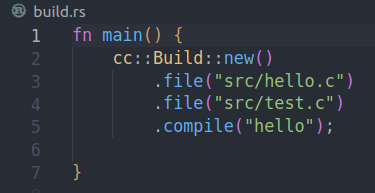 build.rs
1 fn main() {
2     cc::Build::new()
3         .file("src/hello.c")
4         .file("src/test.c")
5         .compile("hello");
6
7 }